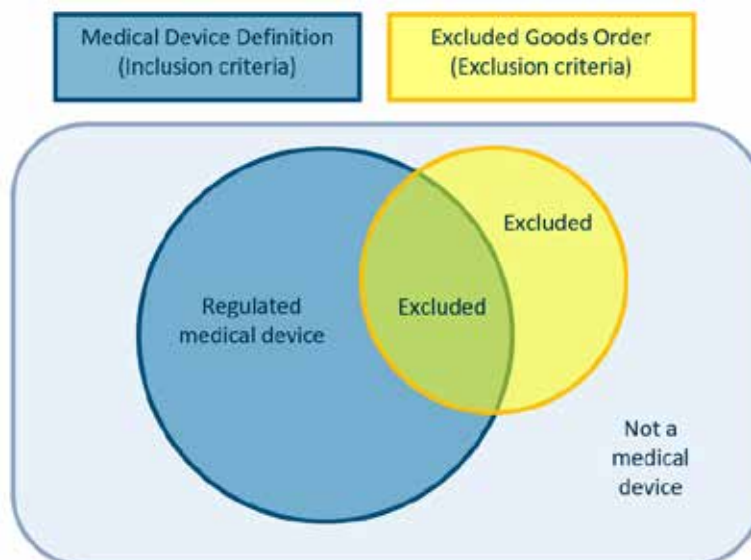 Medical Device Definition
(Inclusion criteria)
Excluded Goods Order
(Exclusion criteria)
Excluded
Regulated
medical device
Excluded
Not a
medical
device